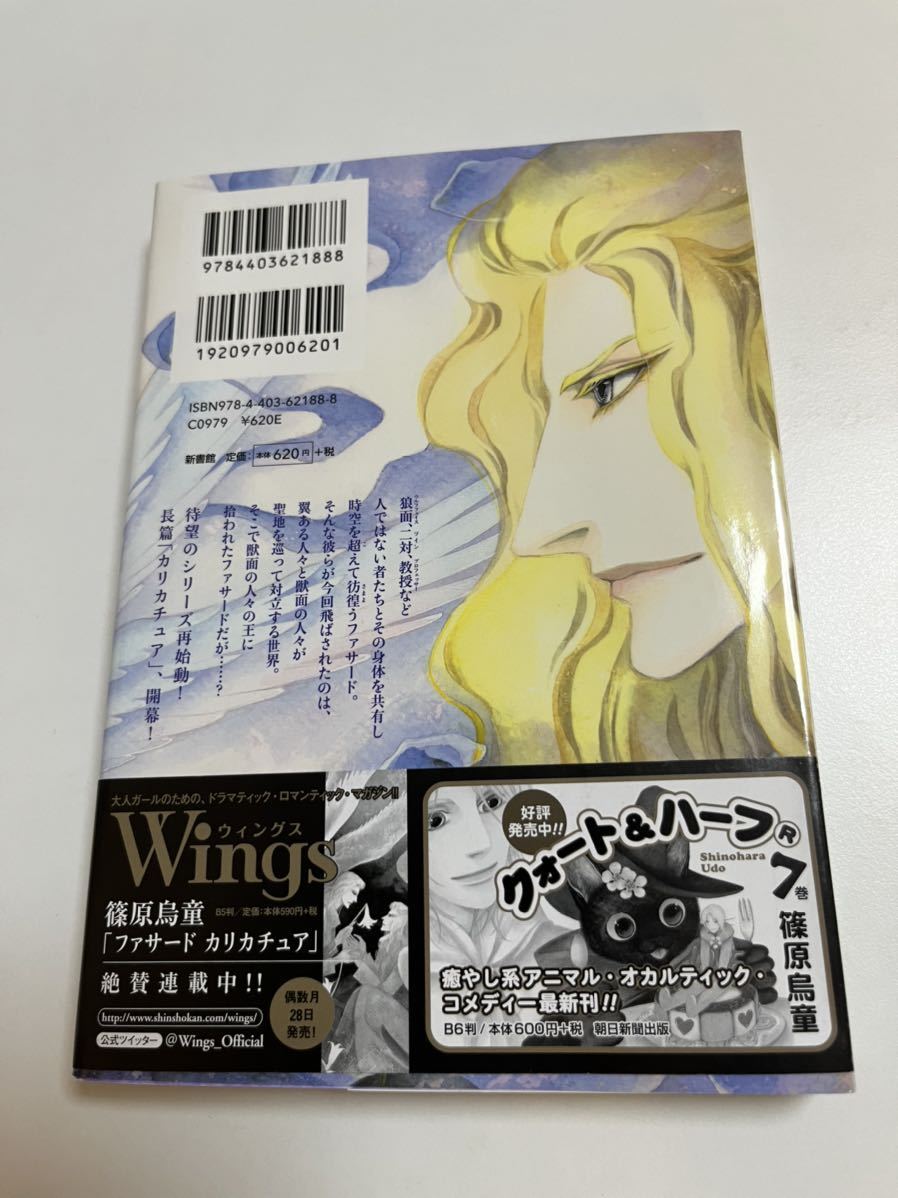 9784403621888
1920979006201
ISBN978-4-403-62188-8
C0979 ¥620E
新書館 定価:本体620円+税
狼面、二対、教授など
人ではない者たちとその身体を共有し
時空を超えて彷徨うファサード。
そんな彼らが今回飛ばされたのは、
翼ある人々と獣面の人々が
聖地を巡って対立する世界。
そこで獣面の人々の王に
拾われたファサードだが……?
待望のシリーズ再始動!
長篇「カリカチュア」、開幕!
大人ガールのための、ドラマティック・ロマンティック・マガジン!!
ウィングス
Wings
B5判/定価:本体590円+税
篠原烏童
「ファサード カリカチュア」
絶賛連載中!!
http://www.shinshokan.com/wings/
公式ツイッター @Wings_Official
偶数月
28日
発売!
好評
発売中!!
クォート&ハーフR
7巻
Shinohara
Udo
篠原烏童
癒やし系アニマル・オカルティック・
コメディー最新刊!!
B6判/本体600円+税 朝日新聞出版